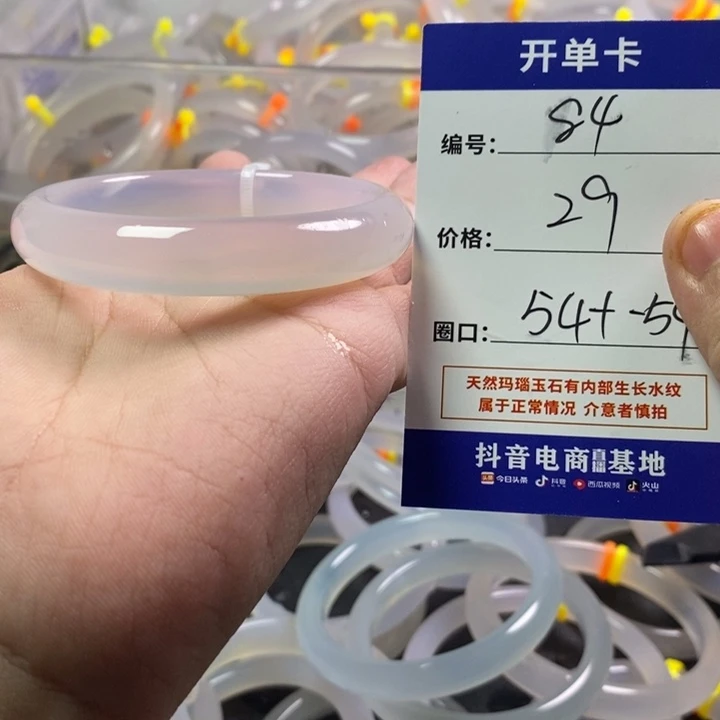 开单卡
编号: 84
价格: 29
圈口: 54+-59
天然玛瑙玉石有内部生长水纹
属于正常情况 介意者慎拍
抖音电商直播基地
今日头条 抖音 西瓜视频 火山